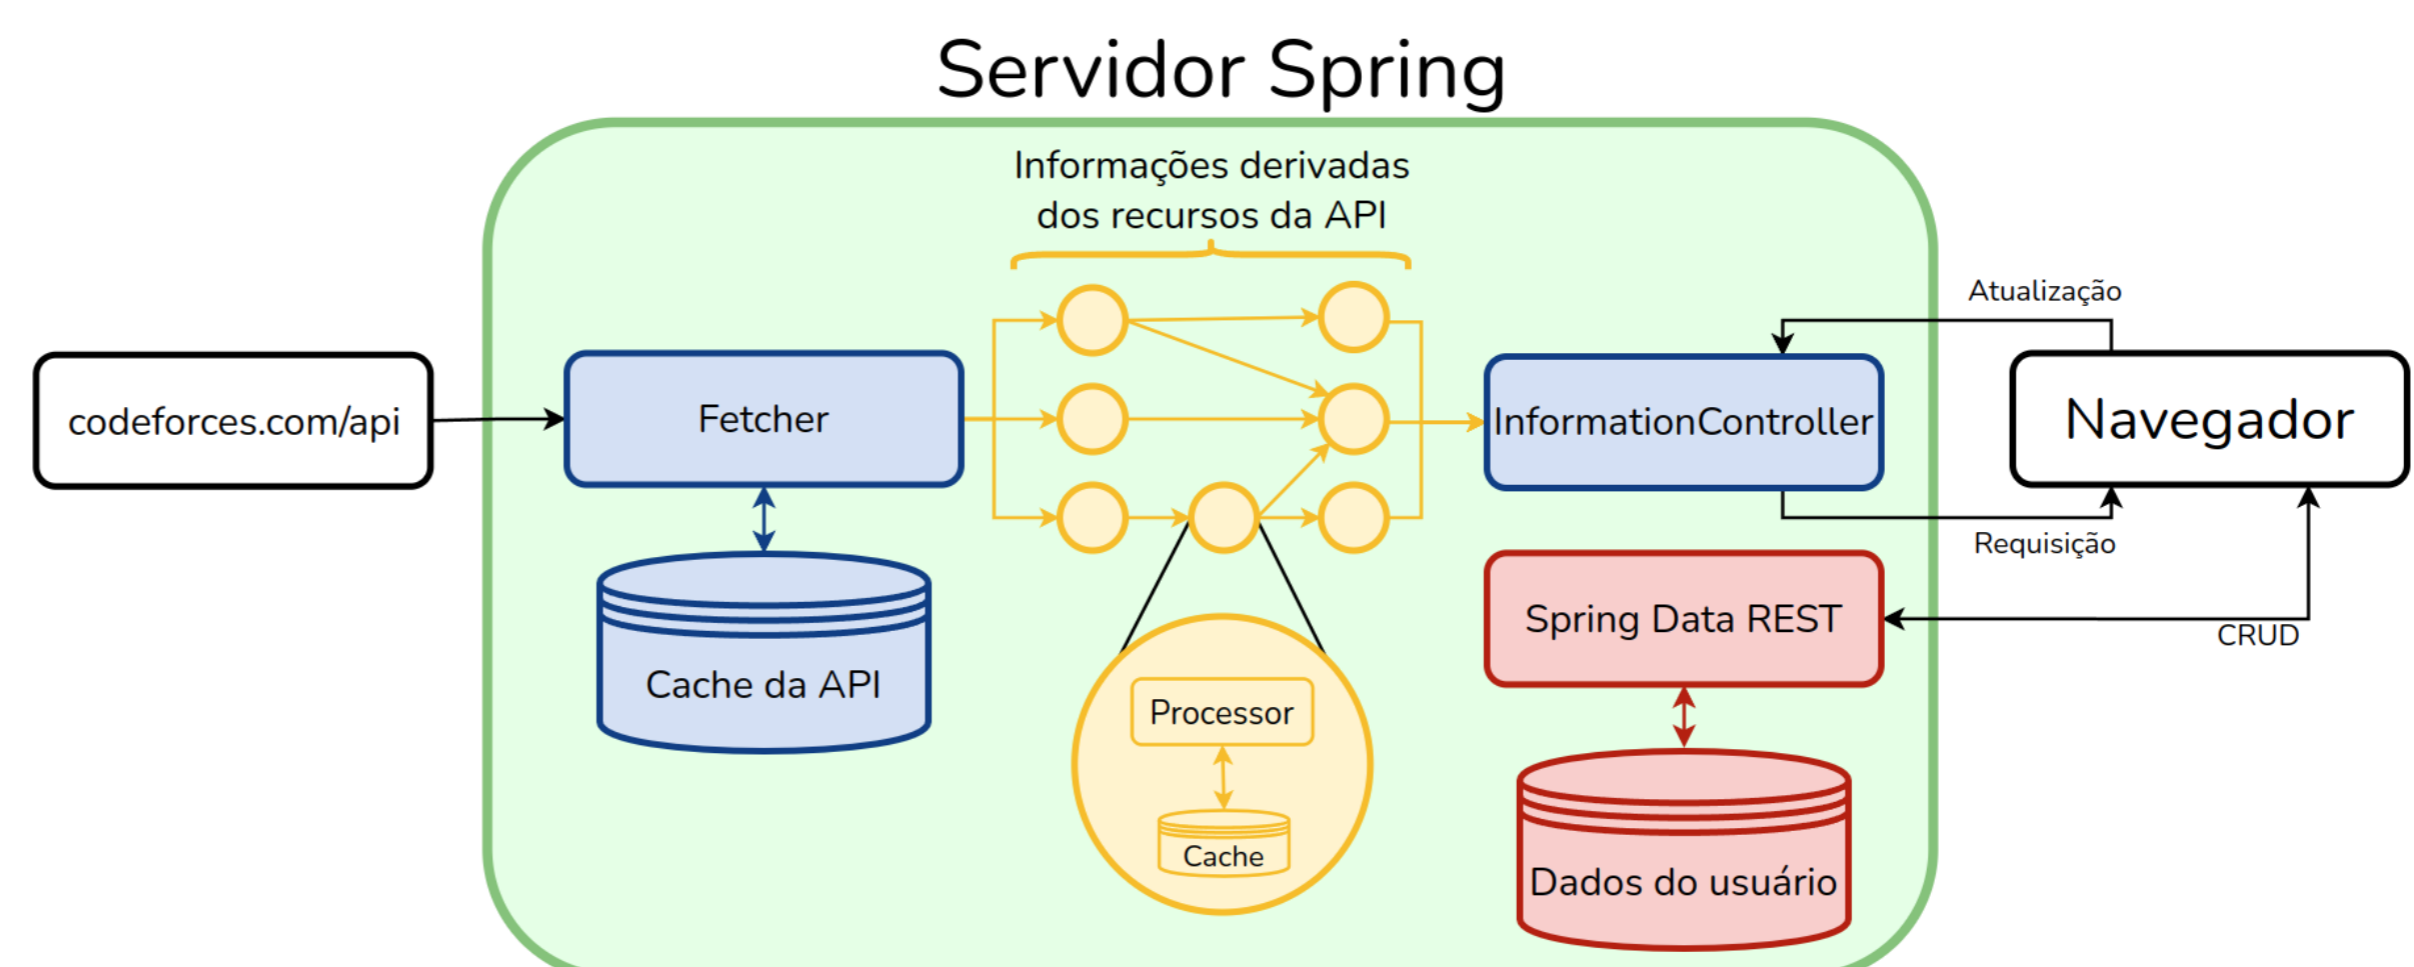 Servidor Spring
Informações derivadas
dos recursos da API
codeforces.com/api
Fetcher
InformationController
Atualização
Navegador
Requisição
Cache da API
Processor
Cache
Spring Data REST
CRUD
Dados do usuário